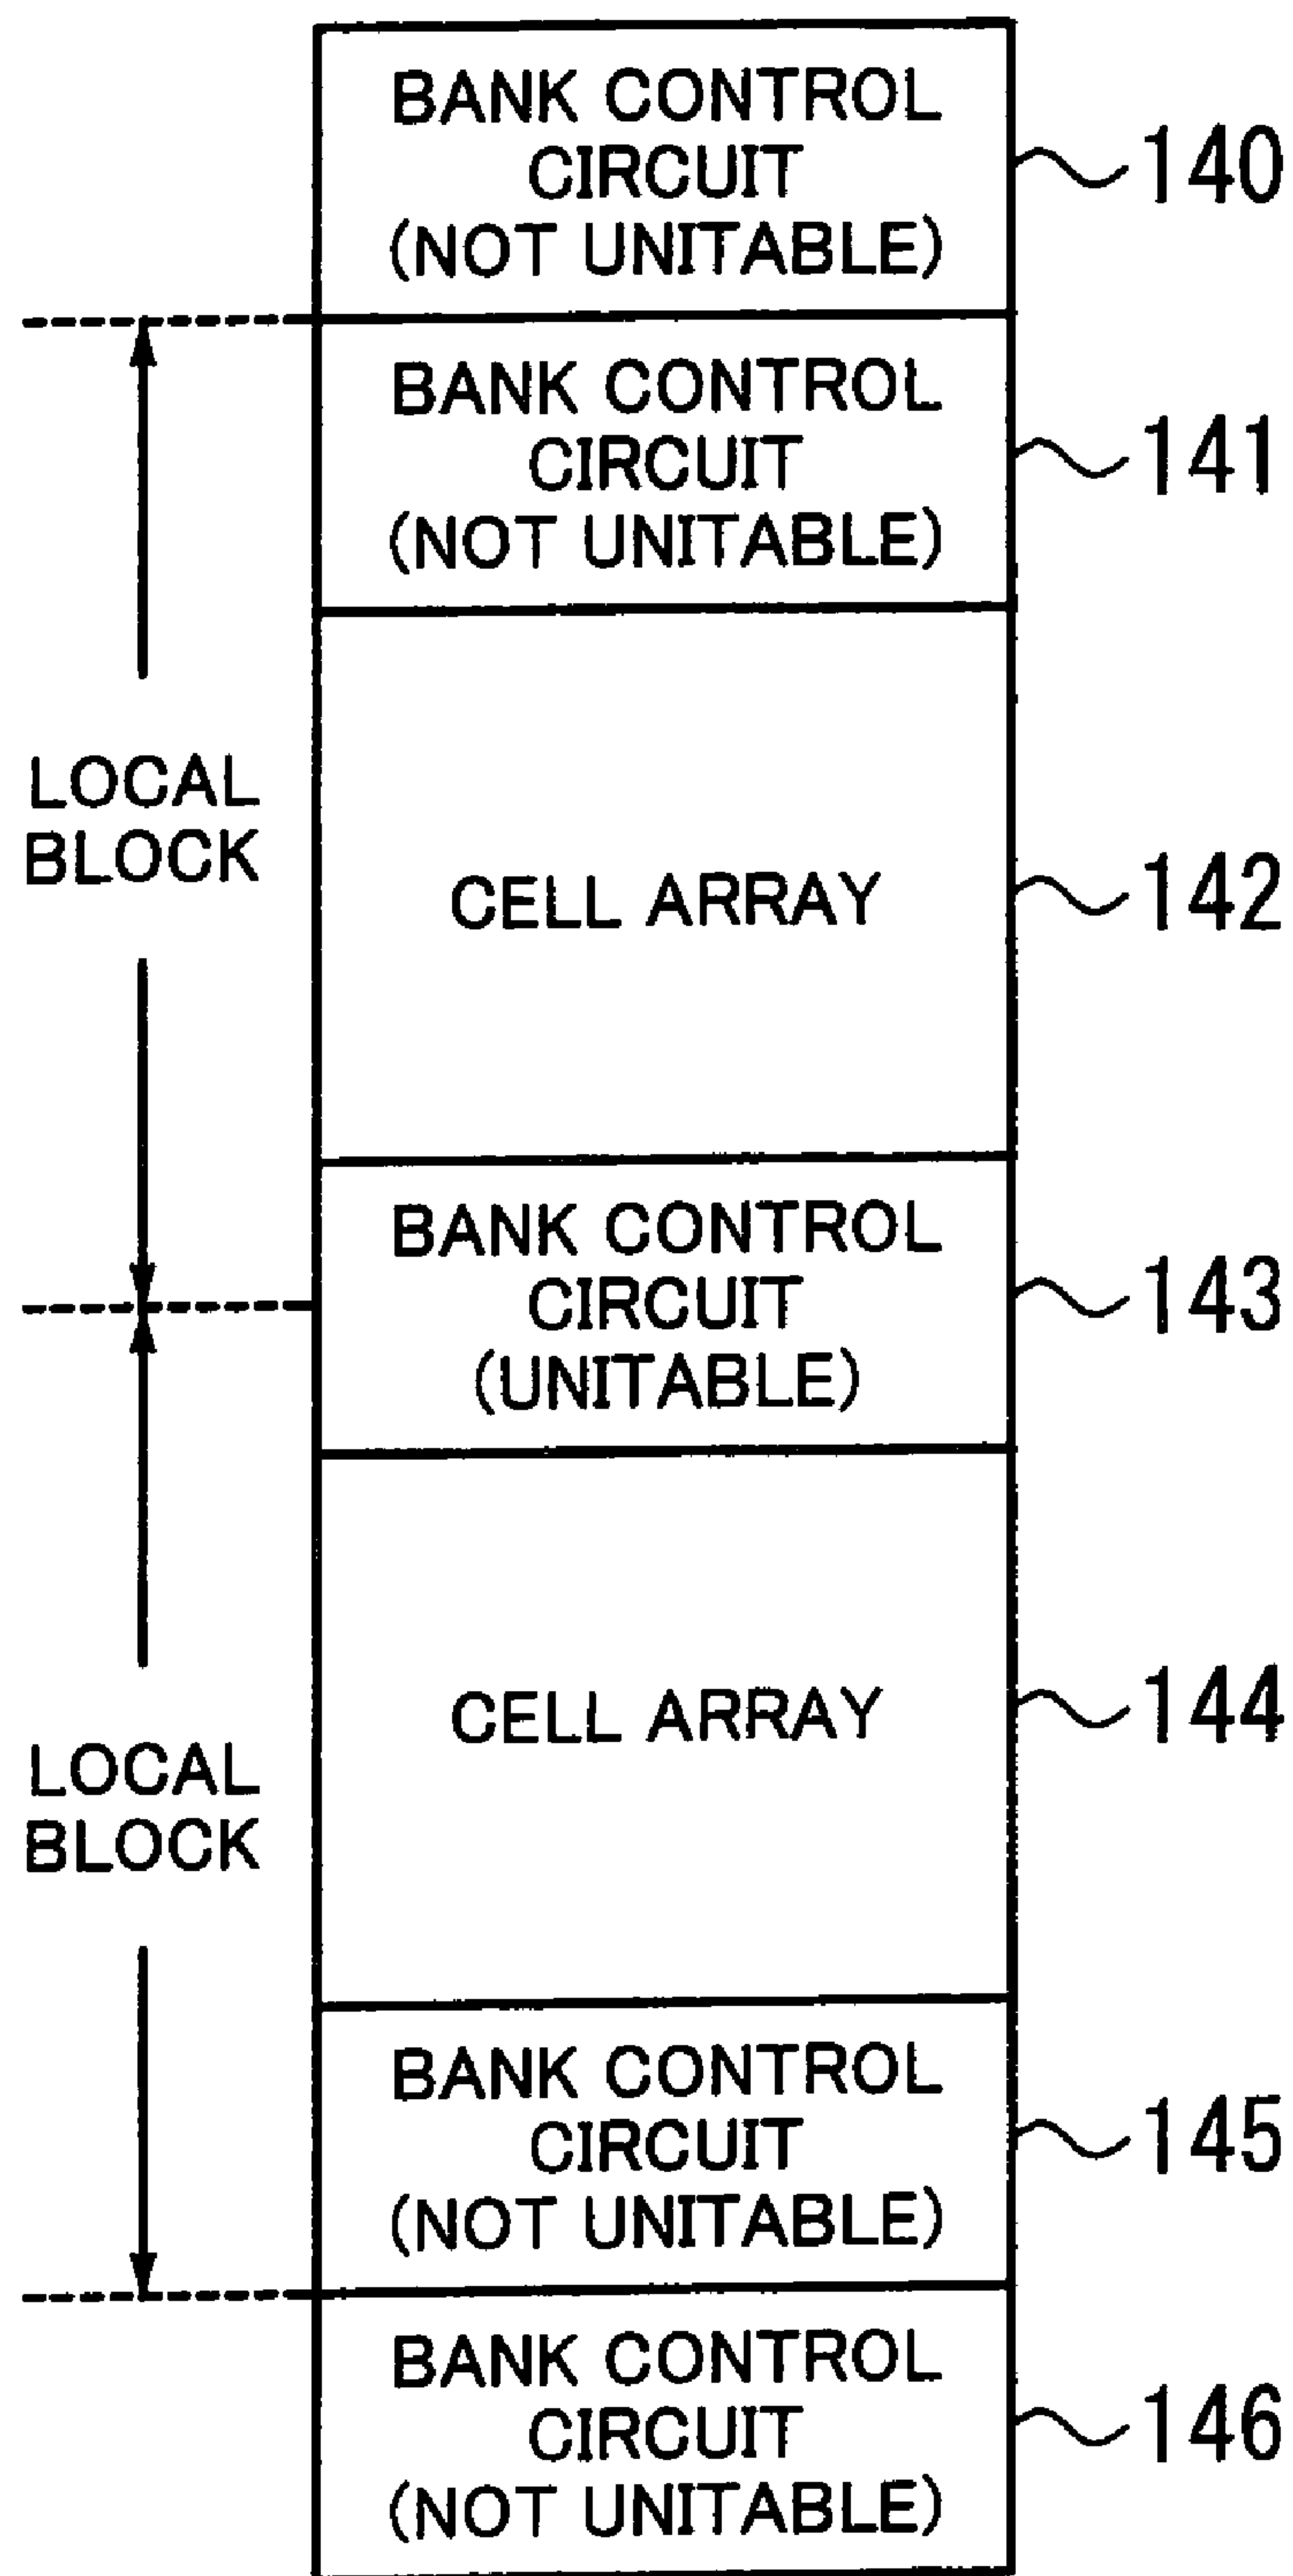 BANK CONTROL
CIRCUIT
(NOT UNITABLE)
140
BANK CONTROL
CIRCUIT
(NOT UNITABLE)
141
LOCAL
BLOCK
CELL ARRAY
142
BANK CONTROL
CIRCUIT
(UNITABLE)
143
CELL ARRAY
144
LOCAL
BLOCK
BANK CONTROL
CIRCUIT
(NOT UNITABLE)
145
BANK CONTROL
CIRCUIT
(NOT UNITABLE)
146